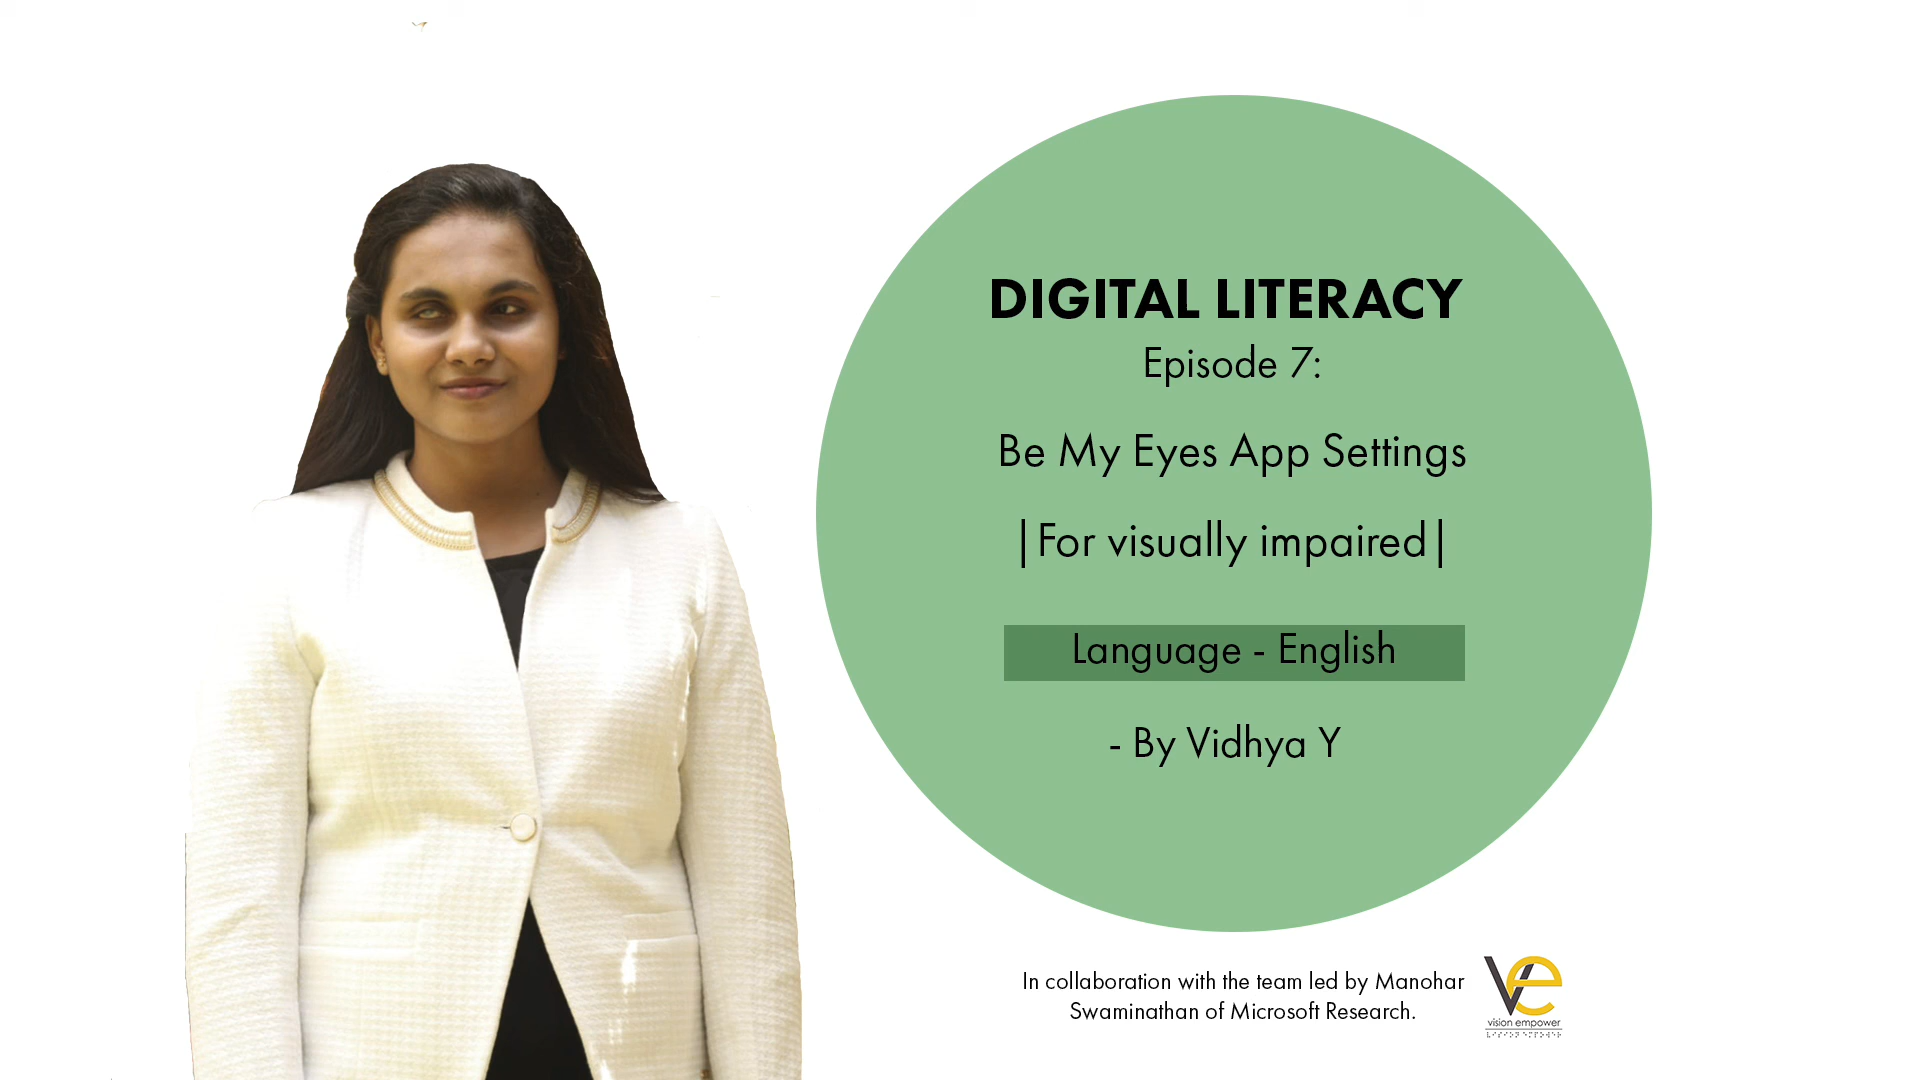 DIGITAL LITERACY
Episode 7:
Be My Eyes App Settings
|For visually impaired|
Language - English
- By Vidhya Y
In collaboration with the team led by Manohar
Swaminathan of Microsoft Research.
ve
vision empower